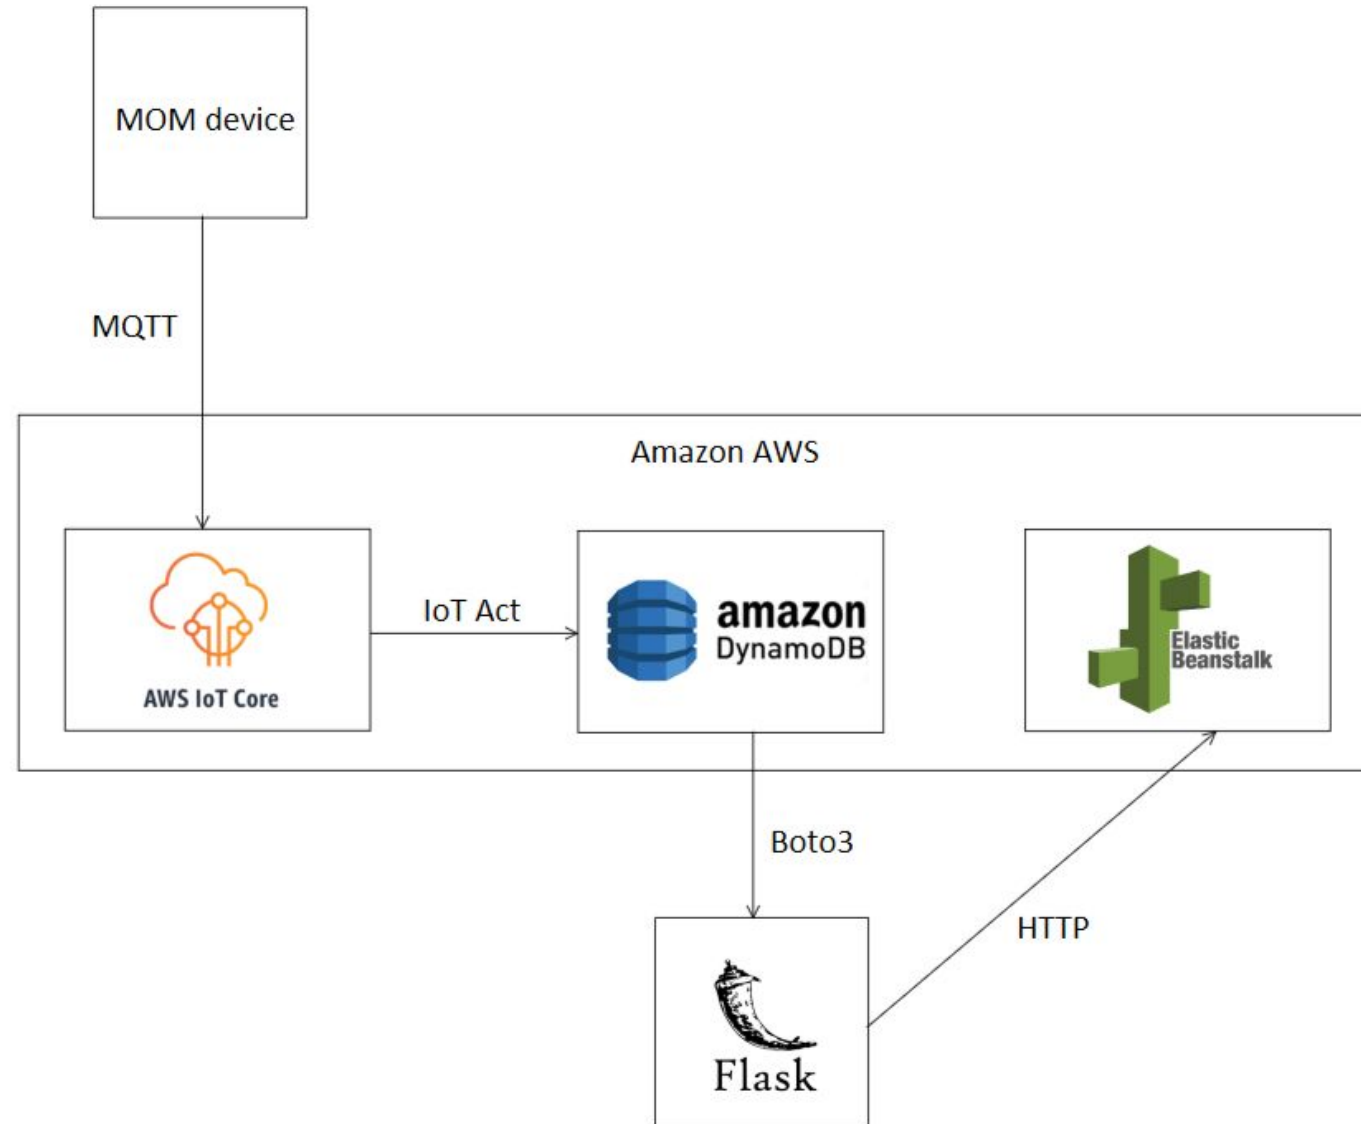 MOM device
MQTT
Amazon AWS
AWS IoT Core
IoT Act
amazon
DynamoDB
Elastic
Beanstalk
Boto3
HTTP
Flask